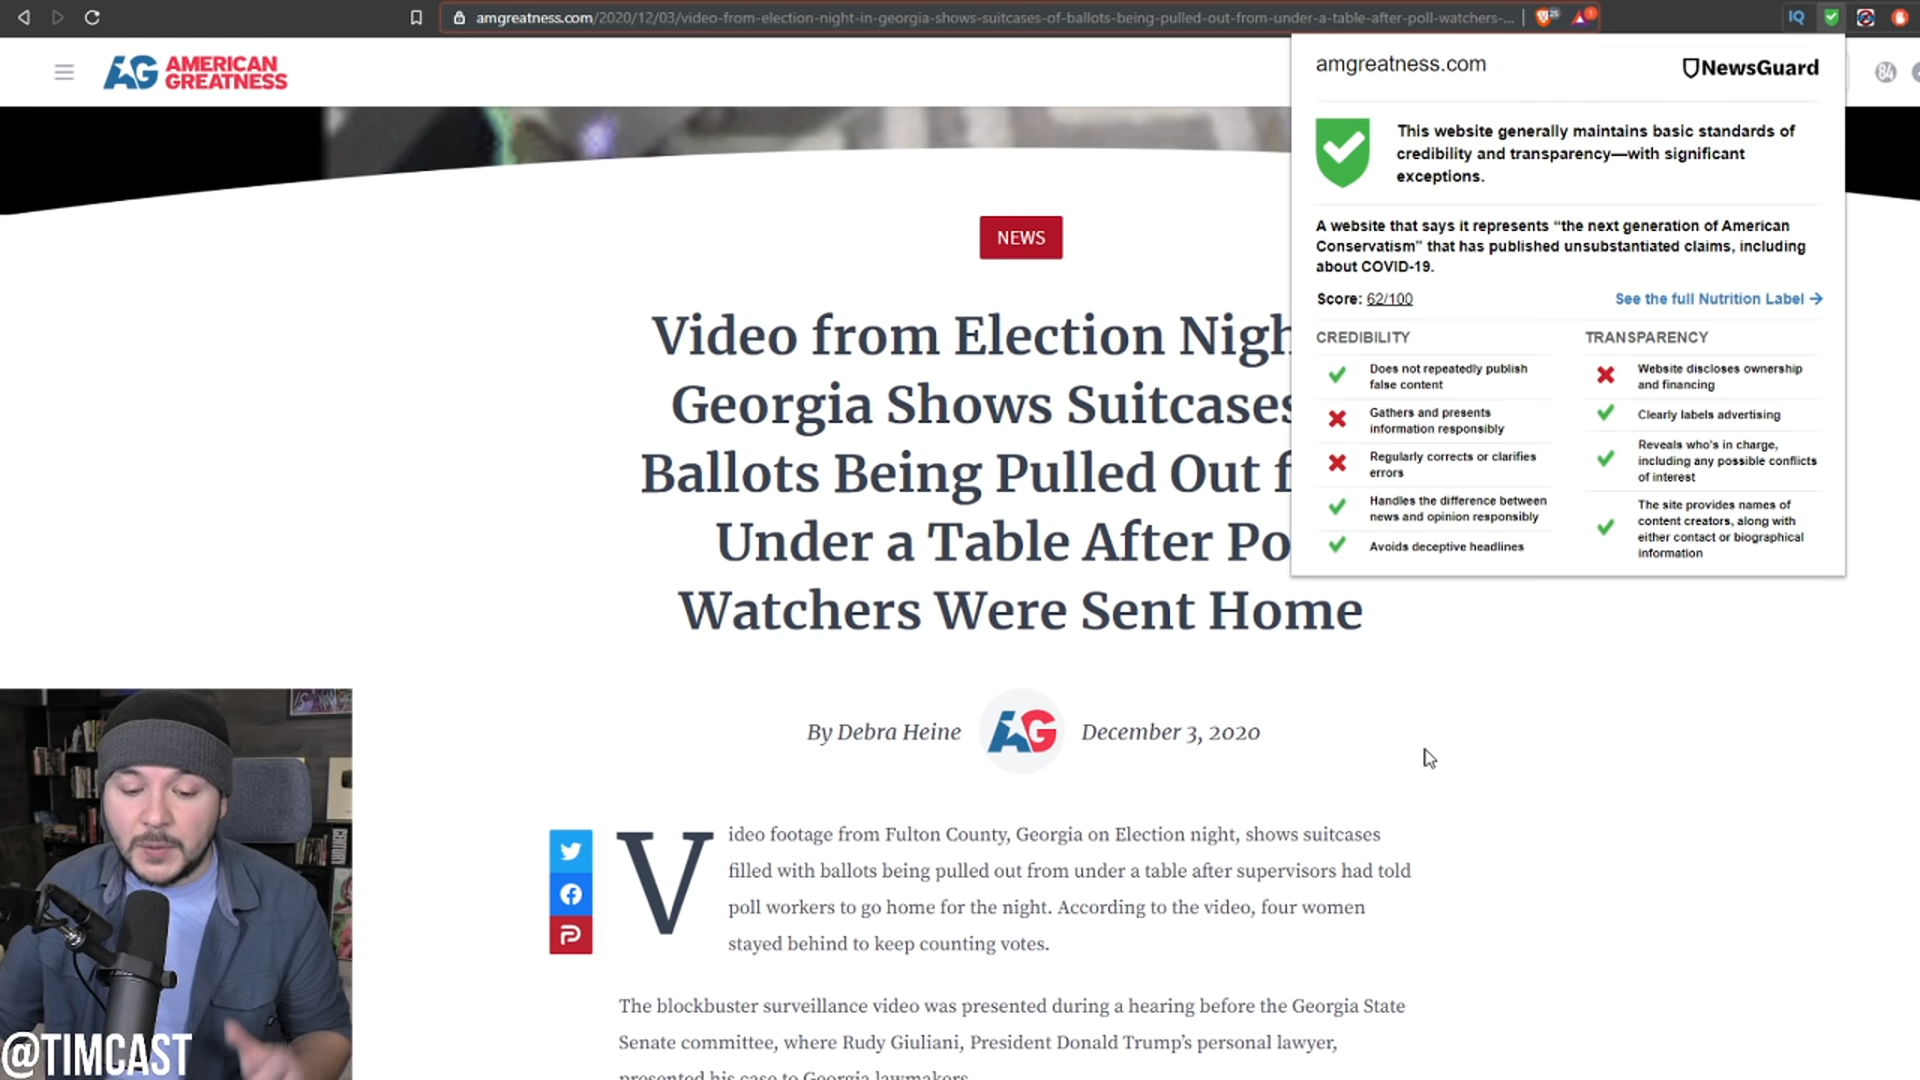 amgreatness.com/2020/12/03/video-from-election-night-in-georgia-shows-suitcases-of-ballots-being-pulled-out-from-under-a-table-after-poll-watchers-...
25
1
IQ
AMERICAN
GREATNESS
84
amgreatness.com
NewsGuard
This website generally maintains basic standards of
credibility and transparency—with significant
exceptions.
A website that says it represents “the next generation of American
Conservatism” that has published unsubstantiated claims, including
about COVID-19.
Score: 62/100
See the full Nutrition Label
CREDIBILITY
Does not repeatedly publish
false content
Gathers and presents
information responsibly
Regularly corrects or clarifies
errors
Handles the difference between
news and opinion responsibly
Avoids deceptive headlines
TRANSPARENCY
Website discloses ownership
and financing
Clearly labels advertising
Reveals who's in charge,
including any possible conflicts
of interest
The site provides names of
content creators, along with
either contact or biographical
information
NEWS
Video from Election Nigh
Georgia Shows Suitcases
Ballots Being Pulled Out f
Under a Table After Po
Watchers Were Sent Home
By Debra Heine
AG
December 3, 2020
Video footage from Fulton County, Georgia on Election night, shows suitcases
filled with ballots being pulled out from under a table after supervisors had told
poll workers to go home for the night. According to the video, four women
stayed behind to keep counting votes.
The blockbuster surveillance video was presented during a hearing before the Georgia State
Senate committee, where Rudy Giuliani, President Donald Trump’s personal lawyer,
presented his case to Georgia lawmakers.
@TIMCAST